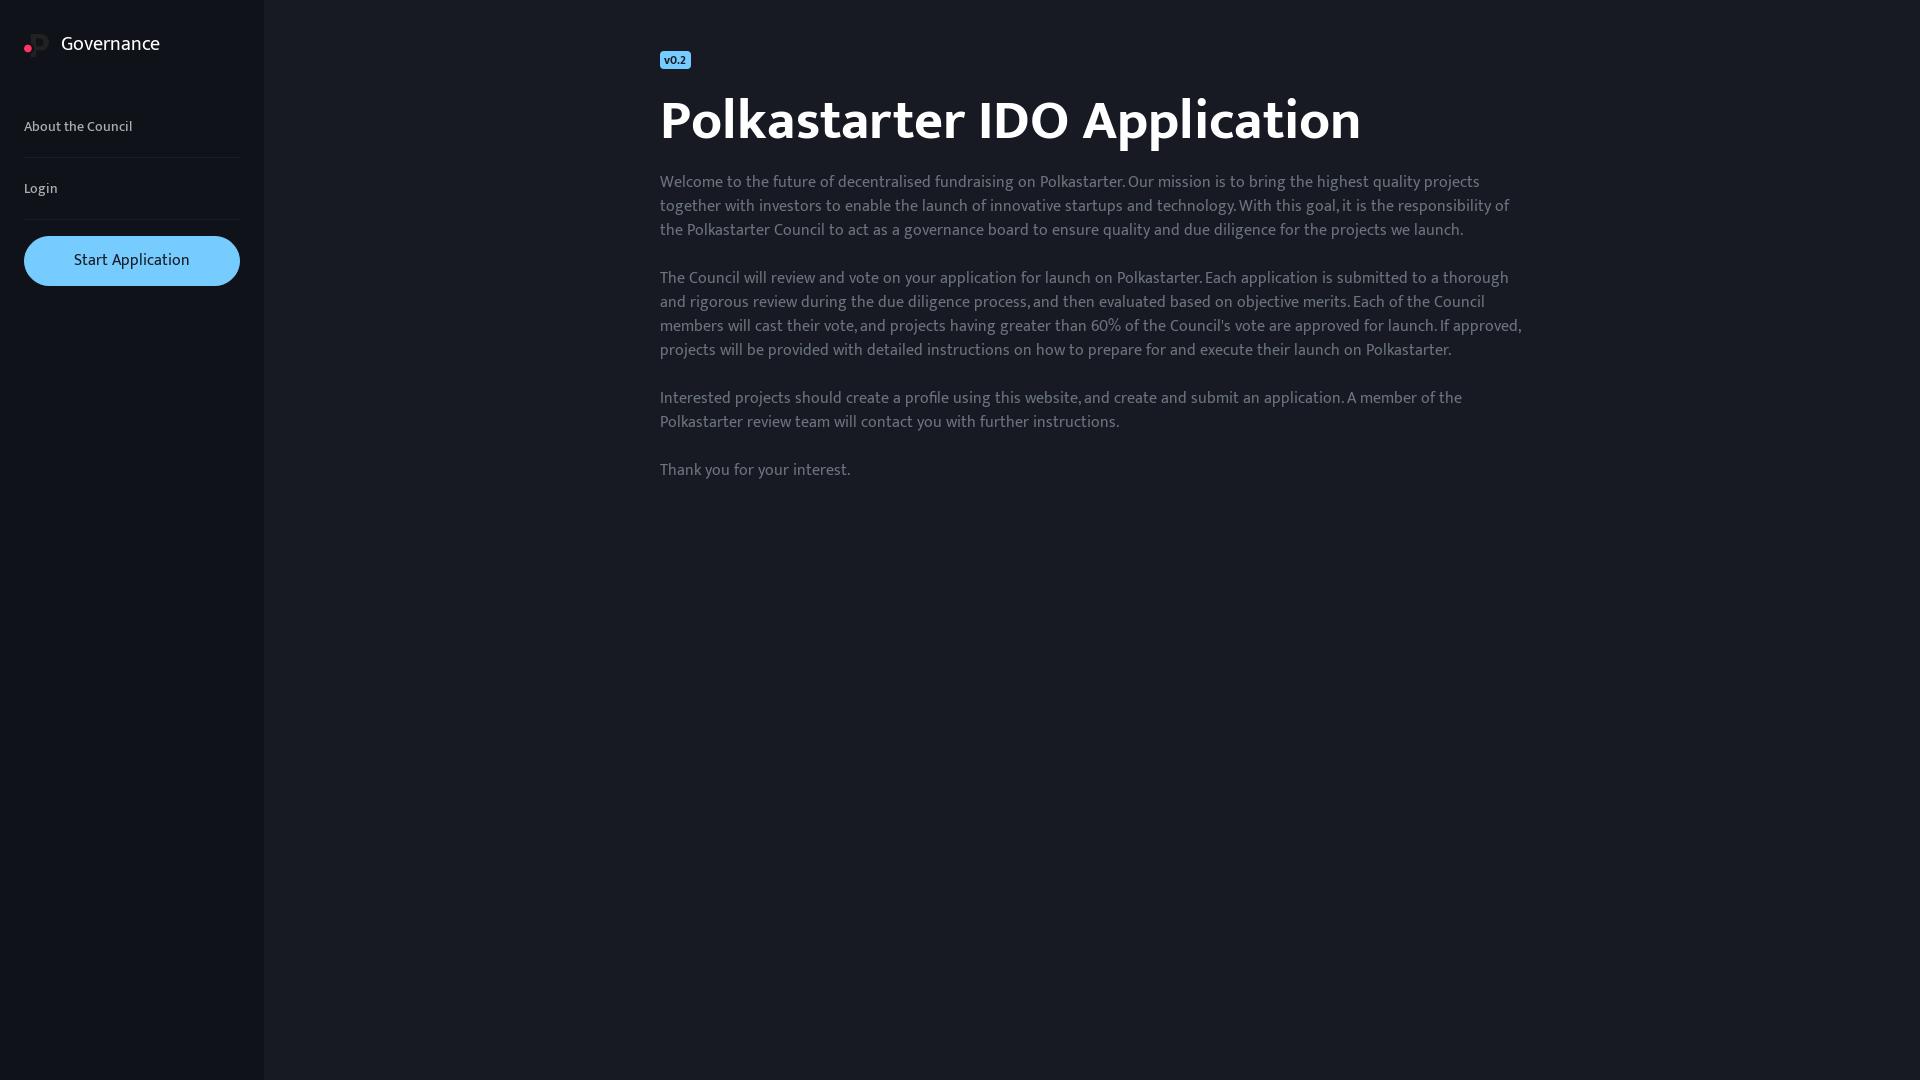 Governance
About the Council
Login
Start Application
v0.2
Polkastarter IDO Application
Welcome to the future of decentralised fundraising on Polkastarter. Our mission is to bring the highest quality projects
together with investors to enable the launch of innovative startups and technology. With this goal, it is the responsibility of
the Polkastarter Council to act as a governance board to ensure quality and due diligence for the projects we launch.
The Council will review and vote on your application for launch on Polkastarter. Each application is submitted to a thorough
and rigorous review during the due diligence process, and then evaluated based on objective merits. Each of the Council
members will cast their vote, and projects having greater than 60% of the Council's vote are approved for launch. If approved,
projects will be provided with detailed instructions on how to prepare for and execute their launch on Polkastarter.
Interested projects should create a profile using this website, and create and submit an application. A member of the
Polkastarter review team will contact you with further instructions.
Thank you for your interest.